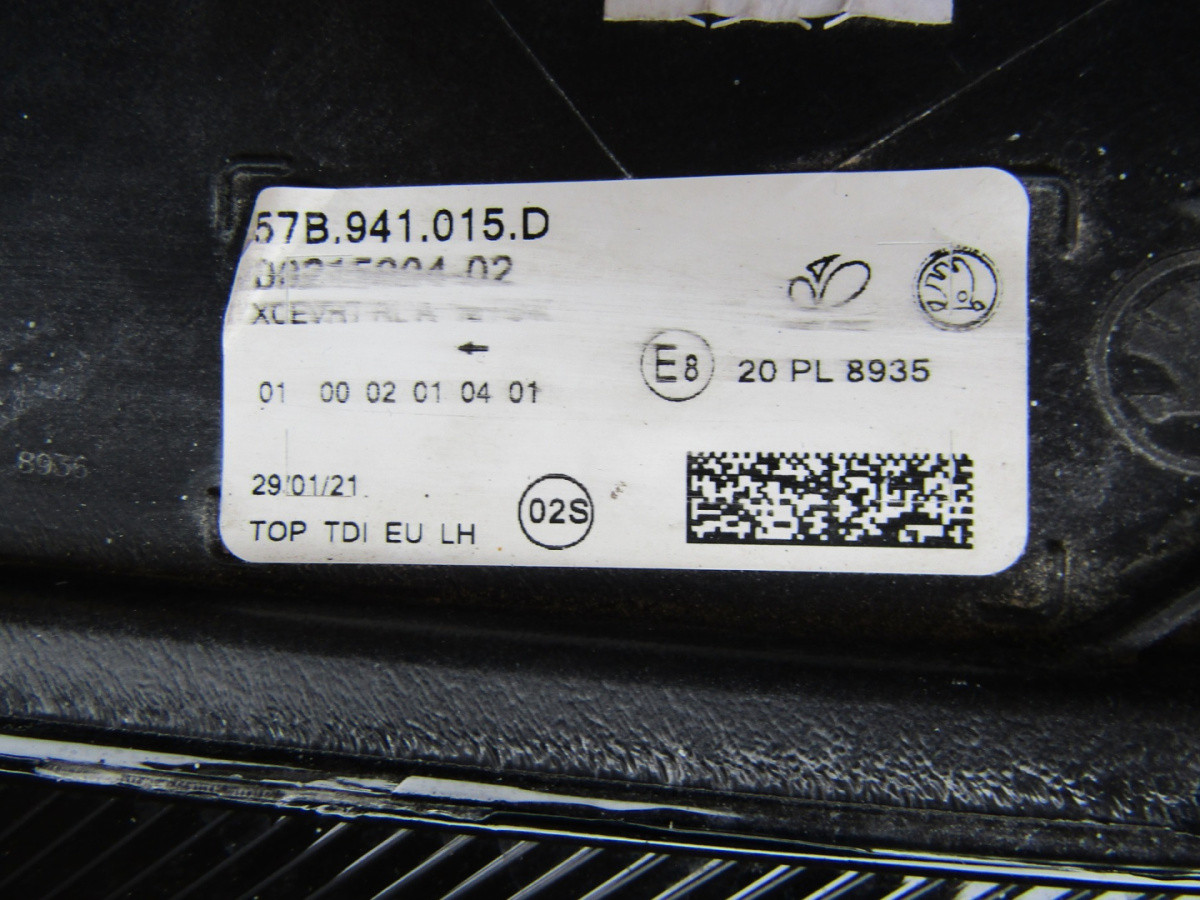 57B.941.015.D
E8 20 PL 8935
01 00 02 01 04 01
29/01/21
02S
TOP TDI EU LH